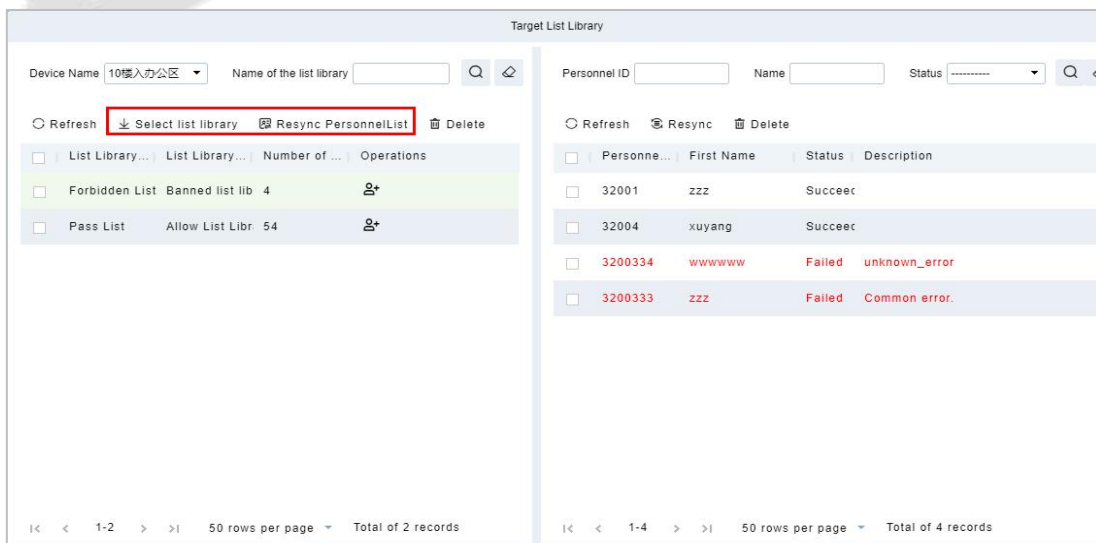 Target List Library
Device Name 10楼入办公区 Name of the list library
Refresh Select list library Resync PersonnelList Delete
List Library... List Library... Number of ... Operations
Forbidden List Banned list lib 4
Pass List Allow List Libr 54
1-2 50 rows per page Total of 2 records
Personnel ID Name Status ----------
Refresh Resync Delete
Personne... First Name Status Description
32001 zzz Succeed
32004 xuyang Succeed
3200334 wwwwww Failed unknown_error
3200333 zzz Failed Common error.
1-4 50 rows per page Total of 4 records